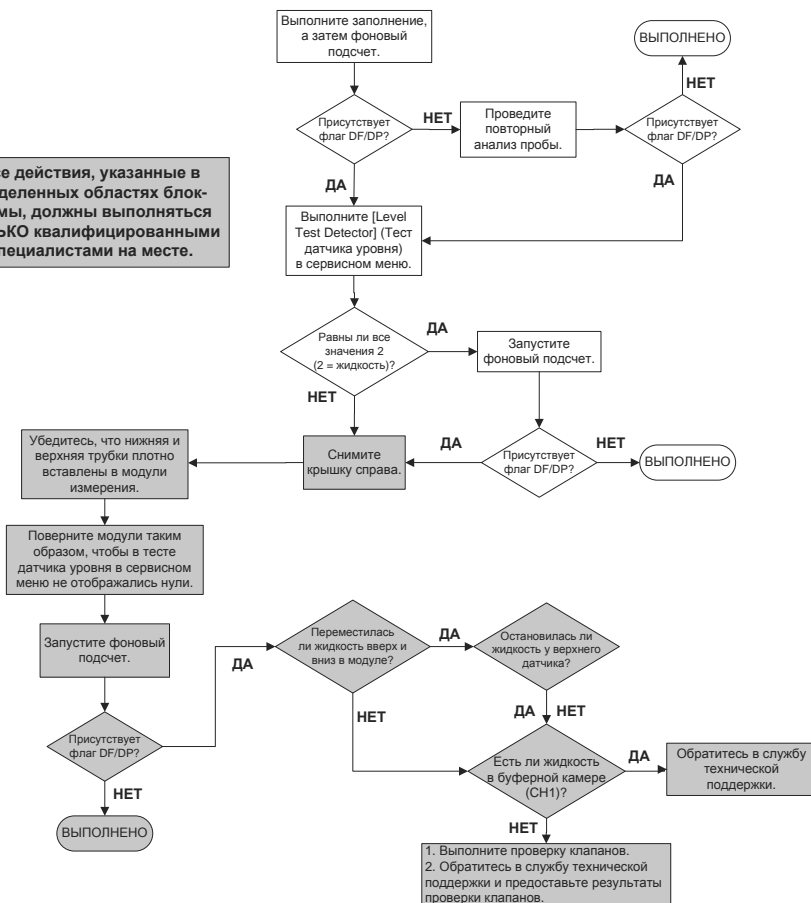 Выполните заполнение,
а затем фоновый
подсчет.
ВЫПОЛНЕНО
НЕТ
Присутствует
флаг DF/DP?
НЕТ
Проведите
повторный
анализ пробы.
Присутствует
флаг DF/DP?
ДА
ДА
действия, указанные в
областях блок-
должны выполняться
квалифицированными
на месте.
Выполните [Level
Test Detector] (Тест
датчика уровня)
в сервисном меню.
Равны ли все
значения 2
(2 = жидкость)?
ДА
Запустите
фоновый подсчет.
НЕТ
Убедитесь, что нижняя и
верхняя трубки плотно
вставлены в модули
измерения.
Снимите
крышку справа.
ДА
Присутствует
флаг DF/DP?
НЕТ
ВЫПОЛНЕНО
Поверните модули таким
образом, чтобы в тесте
датчика уровня в сервисном
меню не отображались нули.
Запустите фоновый
подсчет.
ДА
Переместилась
ли жидкость вверх и
вниз в модуле?
ДА
Остановилась ли
жидкость у верхнего
датчика?
НЕТ
ДА
НЕТ
Присутствует
флаг DF/DP?
Есть ли жидкость
в буферной камере
(CH1)?
ДА
Обратитесь в службу
технической
поддержки.
НЕТ
ВЫПОЛНЕНО
НЕТ
1. Выполните проверку клапанов.
2. Обратитесь в службу технической
поддержки и предоставьте результаты
проверки клапанов.